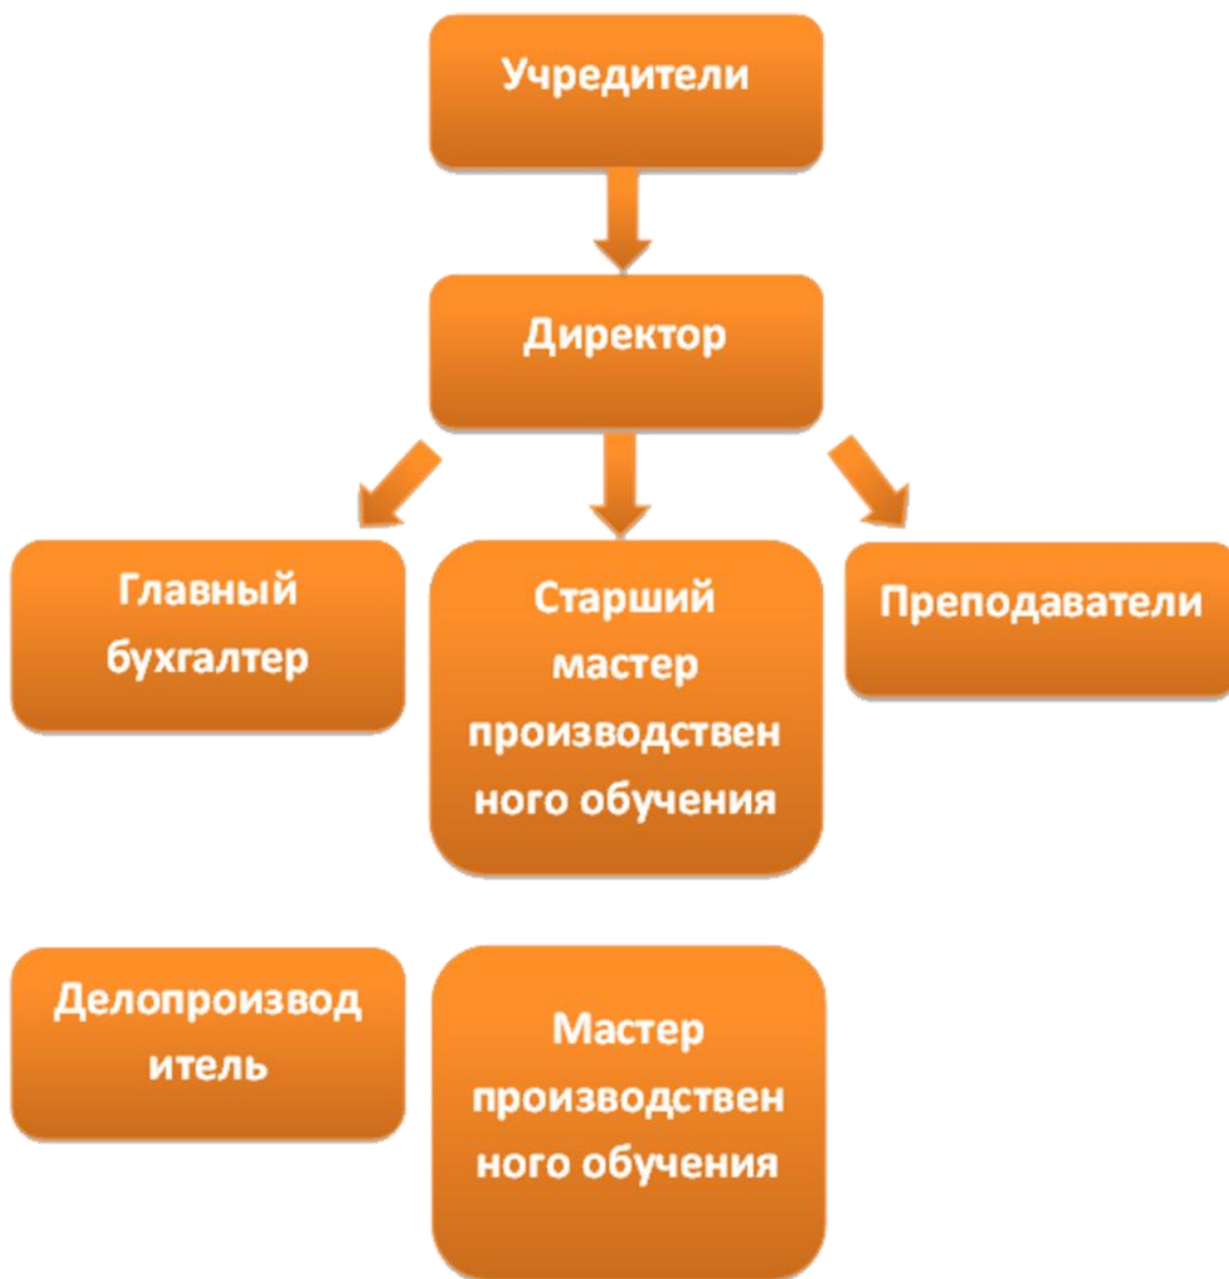 Учредители
Директор
Главный
бухгалтер
Старший
мастер
производствен
ного обучения
Преподаватели
Делопроизвод
итель
Мастер
производствен
ного обучения